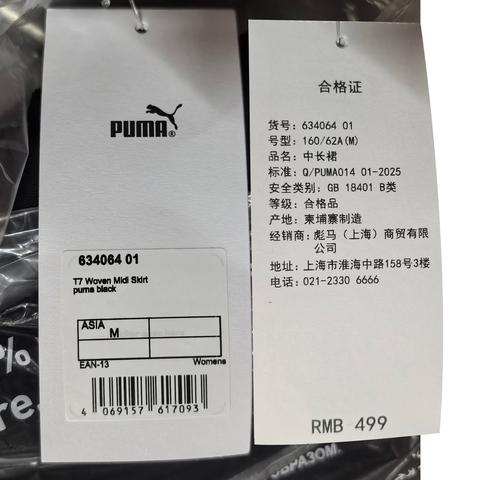 PUMA®
634064 01
T7 Woven Midi Skirt
puma black
ASIA
M
EAN-13
Womens
4 069157 617093
合格证
货号: 634064 01
号型: 160/62A(M)
品名: 中长裙
标准: Q/PUMA014 01-2025
安全类别: GB 18401 B类
等级: 合格品
产地: 柬埔寨制造
经销商: 彪马（上海）商贸有限
公司
地址: 上海市淮海中路158号3楼
电话: 021-2330 6666
RMB 499
%
re.